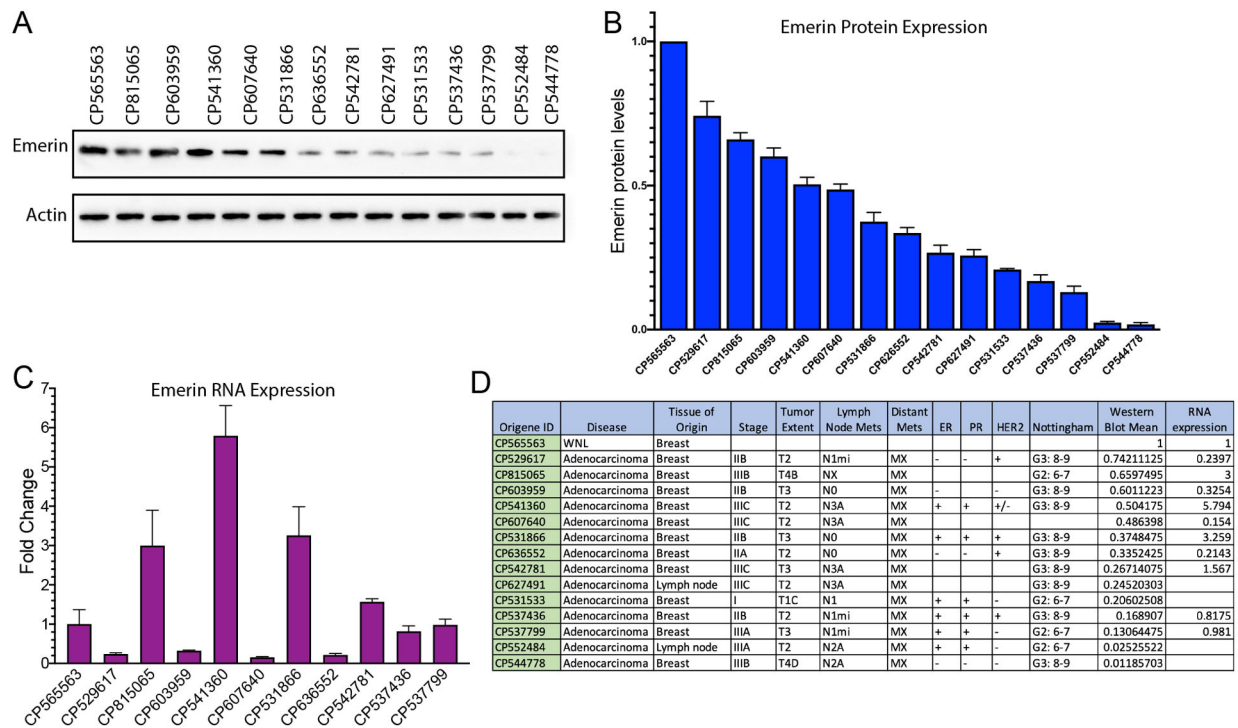 A
CP565563
CP815065
CP603959
CP541360
CP607640
CP531866
CP636552
CP542781
CP627491
CP531533
CP537436
CP537799
CP552484
CP544778
Emerin
Actin
B
Emerin Protein Expression
Emerin protein levels
1.0
0.5
0.0
CP565563
CP529617
CP815065
CP603959
CP541360
CP607640
CP531866
CP626552
CP542781
CP627491
CP531533
CP537436
CP537799
CP552484
CP544778
C
Emerin RNA Expression
Fold Change
7
6
5
4
3
2
1
0
CP565563
CP529617
CP815065
CP603959
CP541360
CP607640
CP531866
CP636552
CP542781
CP537436
CP537799
D
Origene ID Disease Tissue of Origin Stage Tumor Extent Lymph Node Mets Distant Mets ER PR HER2 Nottingham Western Blot Mean RNA expression
CP565563 WNL Breast 1 1
CP529617 Adenocarcinoma Breast IIB T2 N1mi MX - - + G3: 8-9 0.74211125 0.2397
CP815065 Adenocarcinoma Breast IIIB T4B NX MX G2: 6-7 0.6597495 3
CP603959 Adenocarcinoma Breast IIB T3 N0 MX - - G3: 8-9 0.6011223 0.3254
CP541360 Adenocarcinoma Breast IIIC T2 N3A MX + + +/- G3: 8-9 0.504175 5.794
CP607640 Adenocarcinoma Breast IIIC T2 N3A MX 0.486398 0.154
CP531866 Adenocarcinoma Breast IIB T3 N0 MX + + + G3: 8-9 0.3748475 3.259
CP636552 Adenocarcinoma Breast IIA T2 N0 MX - - + G3: 8-9 0.3352425 0.2143
CP542781 Adenocarcinoma Breast IIIC T3 N3A MX G3: 8-9 0.26714075 1.567
CP627491 Adenocarcinoma Lymph node IIIC T2 N3A MX G3: 8-9 0.24520303
CP531533 Adenocarcinoma Breast I T1C N1 MX + + - G2: 6-7 0.20602508
CP537436 Adenocarcinoma Breast IIB T2 N1mi MX + + + G3: 8-9 0.168907 0.8175
CP537799 Adenocarcinoma Breast IIIA T3 N1mi MX + + - G2: 6-7 0.13064475 0.981
CP552484 Adenocarcinoma Lymph node IIIA T2 N2A MX + + - G2: 6-7 0.02525522
CP544778 Adenocarcinoma Breast IIIB T4D N2A MX - - - G3: 8-9 0.01185703